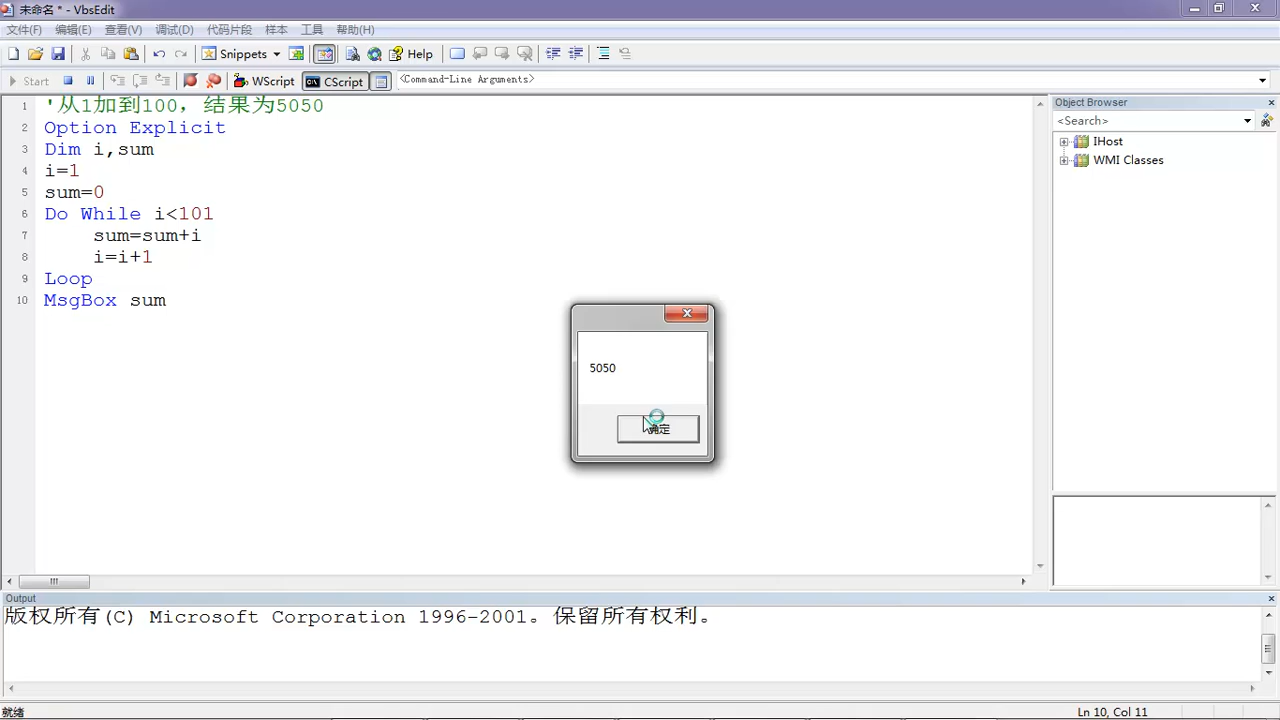 未命名 * - VbsEdit
文件(F) 编辑(E) 查看(V) 调试(D) 代码片段 样本 工具 帮助(H)
Snippets Help
Start WScript CScript <Command-Line Arguments>
1 '从1加到100，结果为5050
2 Option Explicit
3 Dim i,sum
4 i=1
5 sum=0
6 Do While i<101
7 sum=sum+i
8 i=i+1
9 Loop
10 MsgBox sum
5050
确定
Object Browser
<Search>
IHost
WMI Classes
Output
版权所有(C) Microsoft Corporation 1996-2001。保留所有权利。
就绪 Ln 10, Col 11